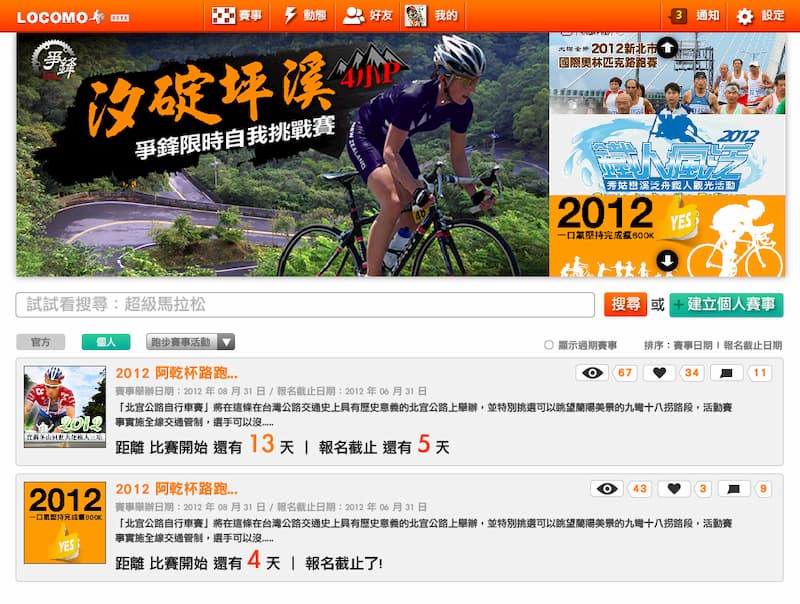 LOCOMO BETA 賽事 動態 好友 我的 3 通知 設定
爭鋒
汐碇坪溪 4小P
爭鋒限時自我挑戰賽
2012新北市
國際奧林匹克路跑賽
2012
鐵人瘋泛
秀姑巒溪泛舟鐵人觀光活動
2012 YES
一口氣堅持完成瘋600K
試試看搜尋：超級馬拉松 搜尋 或 +建立個人賽事
官方 個人 跑步賽事活動 顯示過期賽事 排序：賽事日期 | 報名截止日期
2012
2012 阿乾杯路跑... 67 34 11
賽事舉辦日期：2012 年 08 月 31 日 / 報名截止日期：2012 年 06 月 31 日
「北宜公路自行車賽」將在這條在台灣公路交通史上具有歷史意義的北宜公路上舉辦，並特別挑選可以眺望蘭陽美景的九彎十八拐路段，活動賽
事實施全線交通管制，選手可以沒.....
距離 比賽開始 還有 13 天 | 報名截止 還有 5 天
2012
一口氣堅持完成瘋600K
YES
2012 阿乾杯路跑... 43 3 9
賽事舉辦日期：2012 年 08 月 31 日 / 報名截止日期：2012 年 06 月 31 日
「北宜公路自行車賽」將在這條在台灣公路交通史上具有歷史意義的北宜公路上舉辦，並特別挑選可以眺望蘭陽美景的九彎十八拐路段，活動賽
事實施全線交通管制，選手可以沒.....
距離 比賽開始 還有 4 天 | 報名截止了!